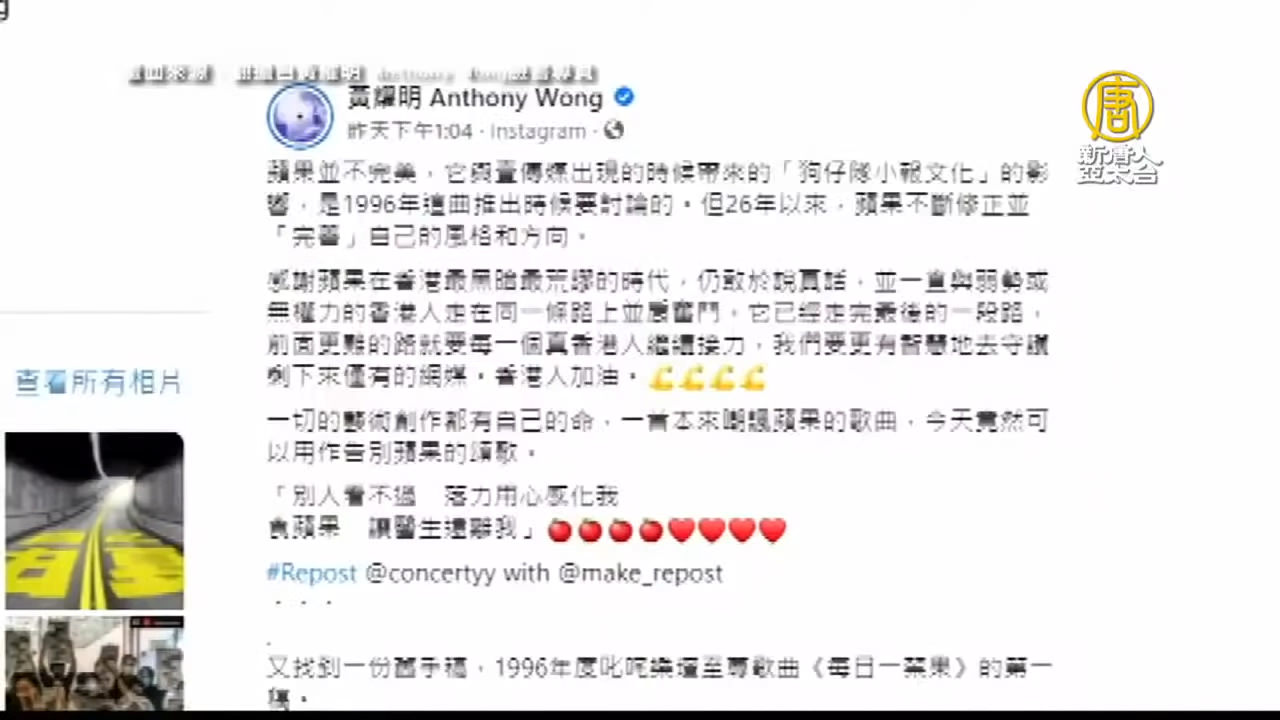 黃耀明 Anthony Wong
昨天下午1:04 · Instagram ·
唐
新唐人
亞太台
蘋果並不完美，它與壹傳媒出現的時候帶來的「狗仔隊小報文化」的影
響，是1996年這曲推出時候要討論的。但26年以來，蘋果不斷修正並
「完善」自己的風格和方向。
感謝蘋果在香港最黑暗最荒謬的時代，仍敢於說真話，並一直與弱勢或
無權力的香港人走在同一條路上並肩奮鬥，它已經走完最後的一段路，
前面更難的路就要每一個真香港人繼續接力，我們要更有智慧地去守護
剩下來僅有的網媒。香港人加油。
查看所有相片
一切的藝術創作都有自己的命，一首本來嘲諷蘋果的歌曲，今天竟然可
以用作告別蘋果的頌歌。
「別人看不過　落力用心感化我
食蘋果　讓醫生遠離我」
#Repost @concertyy with @make_repost
· · ·
.
又找到一份舊手稿，1996年度叱咤樂壇至尊歌曲《每日一禁果》的第一
稿。